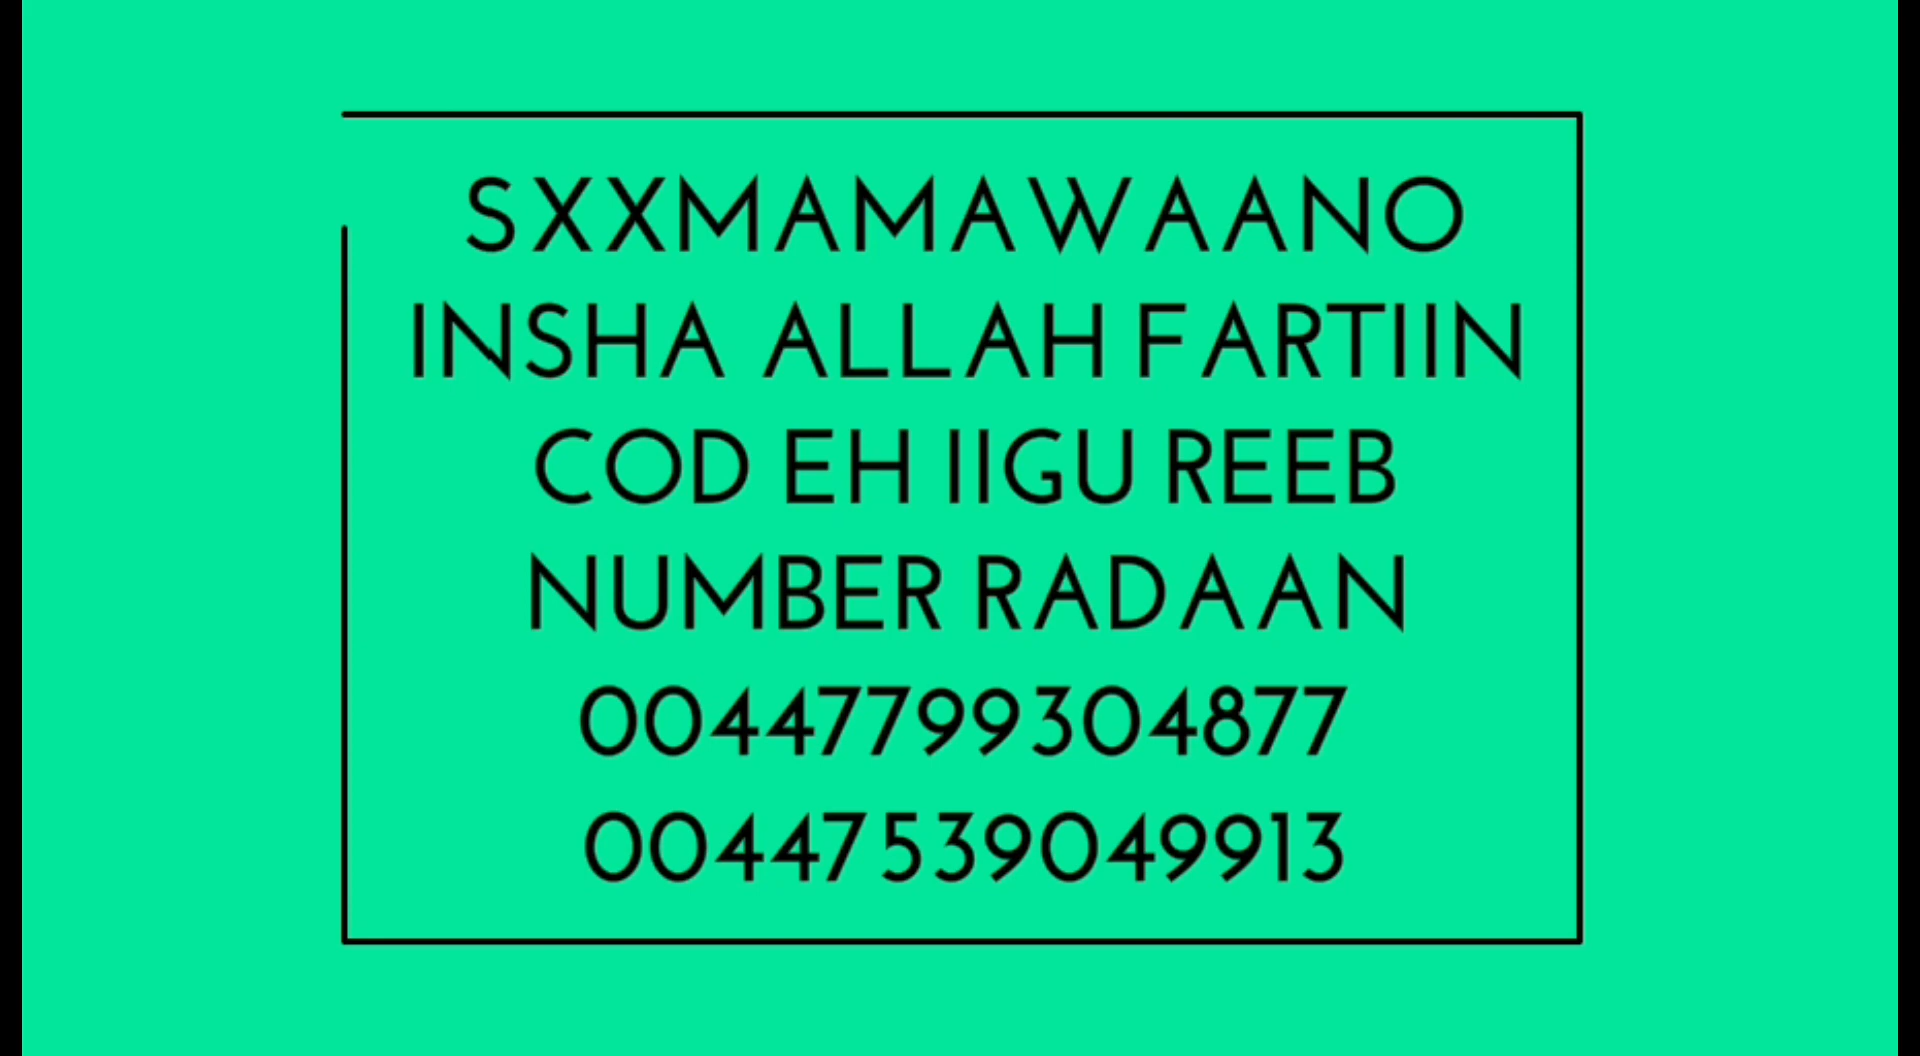 SXXMAMAWAANO
INSHA ALLAH FARTIIN
COD EH IIGU REEB
NUMBER RADAAN
00447799304877
00447539049913